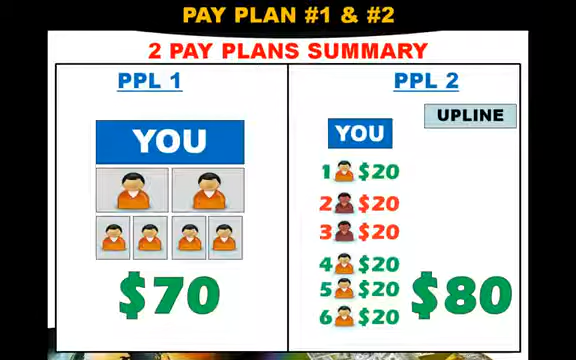 PAY PLAN #1 & #2
2 PAY PLANS SUMMARY
PPL 1
YOU
$70
PPL 2
UPLINE
YOU
1 $20
2 $20
3 $20
4 $20
5 $20
6 $20
$80